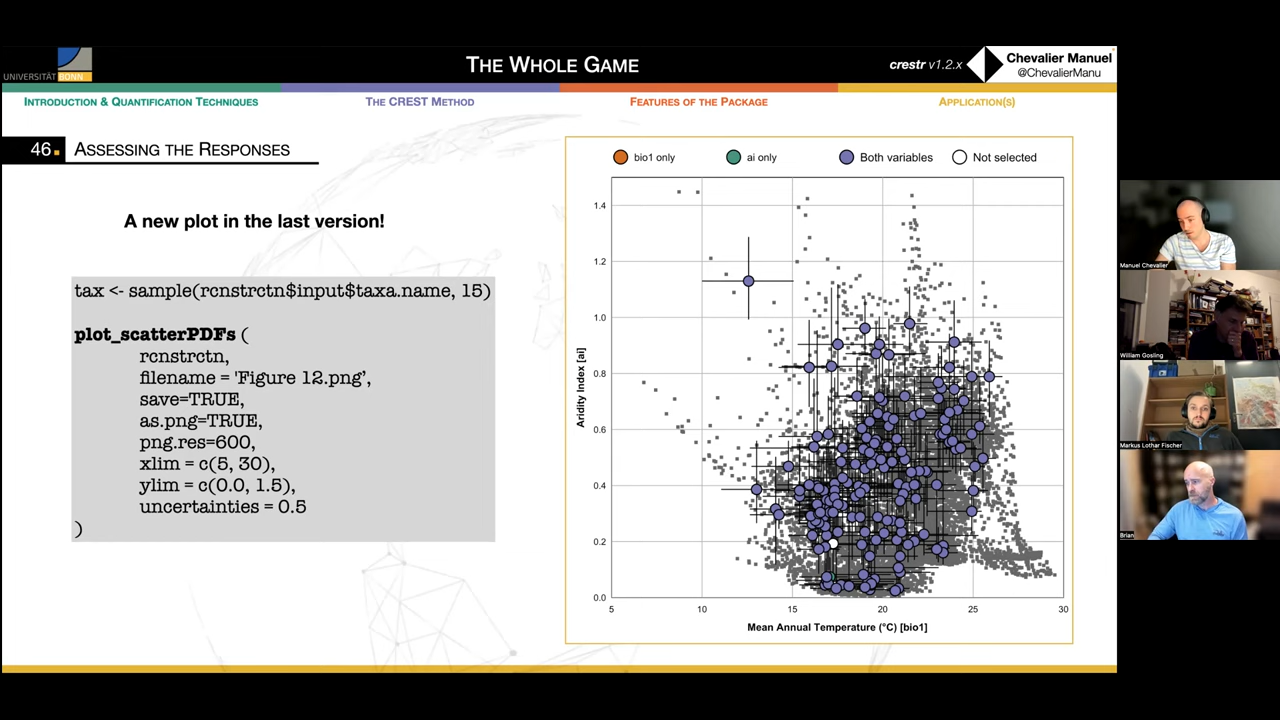 UNIVERSITÄT BONN
THE WHOLE GAME
crestr v1.2.x
Chevalier Manuel
@ChevalierManu
INTRODUCTION & QUANTIFICATION TECHNIQUES
THE CREST METHOD
FEATURES OF THE PACKAGE
APPLICATION(S)
46. ASSESSING THE RESPONSES
A new plot in the last version!
tax <- sample(rcnstrctn$input$taxa.name, 15)
plot_scatterPDFs (
rcnstrctn,
filename = 'Figure 12.png',
save=TRUE,
as.png=TRUE,
png.res=600,
xlim = c(5, 30),
ylim = c(0.0, 1.5),
uncertainties = 0.5
)
bio1 only
ai only
Both variables
Not selected
Aridity Index [ai]
1.4
1.2
1.0
0.8
0.6
0.4
0.2
0.0
5
10
15
20
25
30
Mean Annual Temperature (°C) [bio1]
Manuel Chevalier
William Gosling
Markus Lothar Fischer
Brian